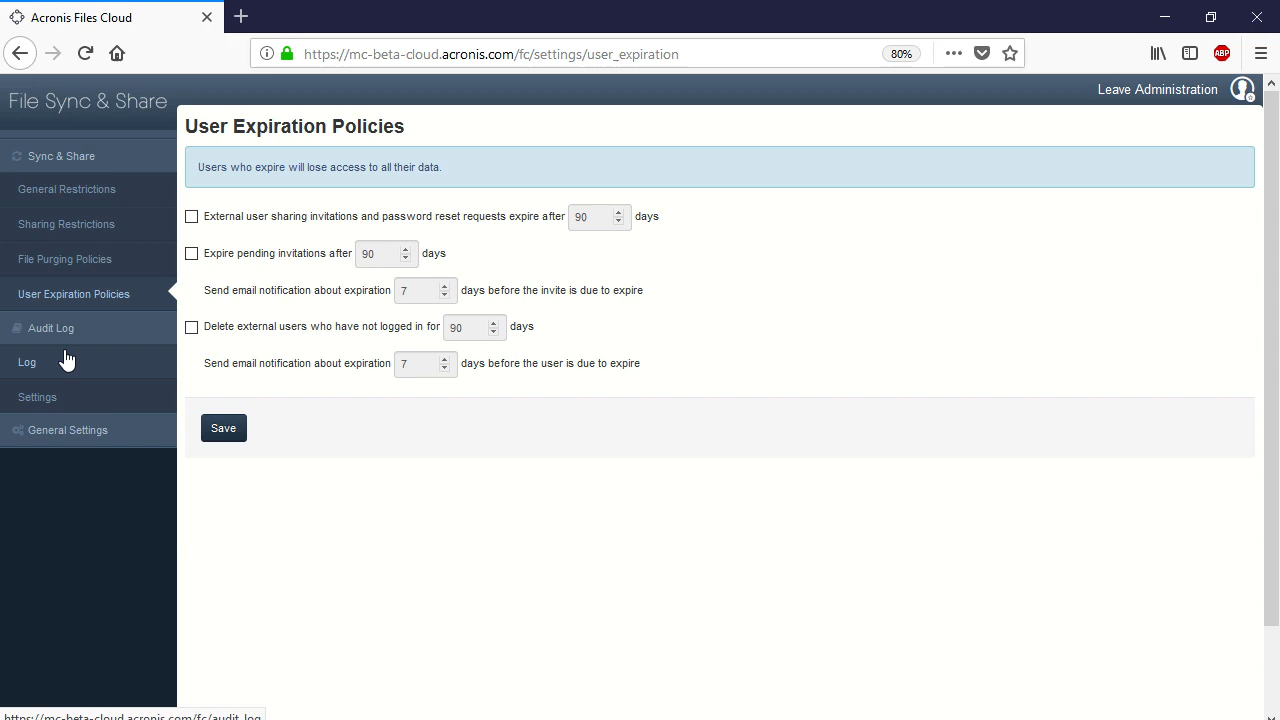 Acronis Files Cloud
https://mc-beta-cloud.acronis.com/fc/settings/user_expiration
80%
ABP
File Sync & Share
Leave Administration
Sync & Share
General Restrictions
Sharing Restrictions
File Purging Policies
User Expiration Policies
Audit Log
Log
Settings
General Settings
User Expiration Policies
Users who expire will lose access to all their data.
External user sharing invitations and password reset requests expire after 90 days
Expire pending invitations after 90 days
Send email notification about expiration 7 days before the invite is due to expire
Delete external users who have not logged in for 90 days
Send email notification about expiration 7 days before the user is due to expire
Save
https://mc-beta-cloud.acronis.com/fc/audit_log